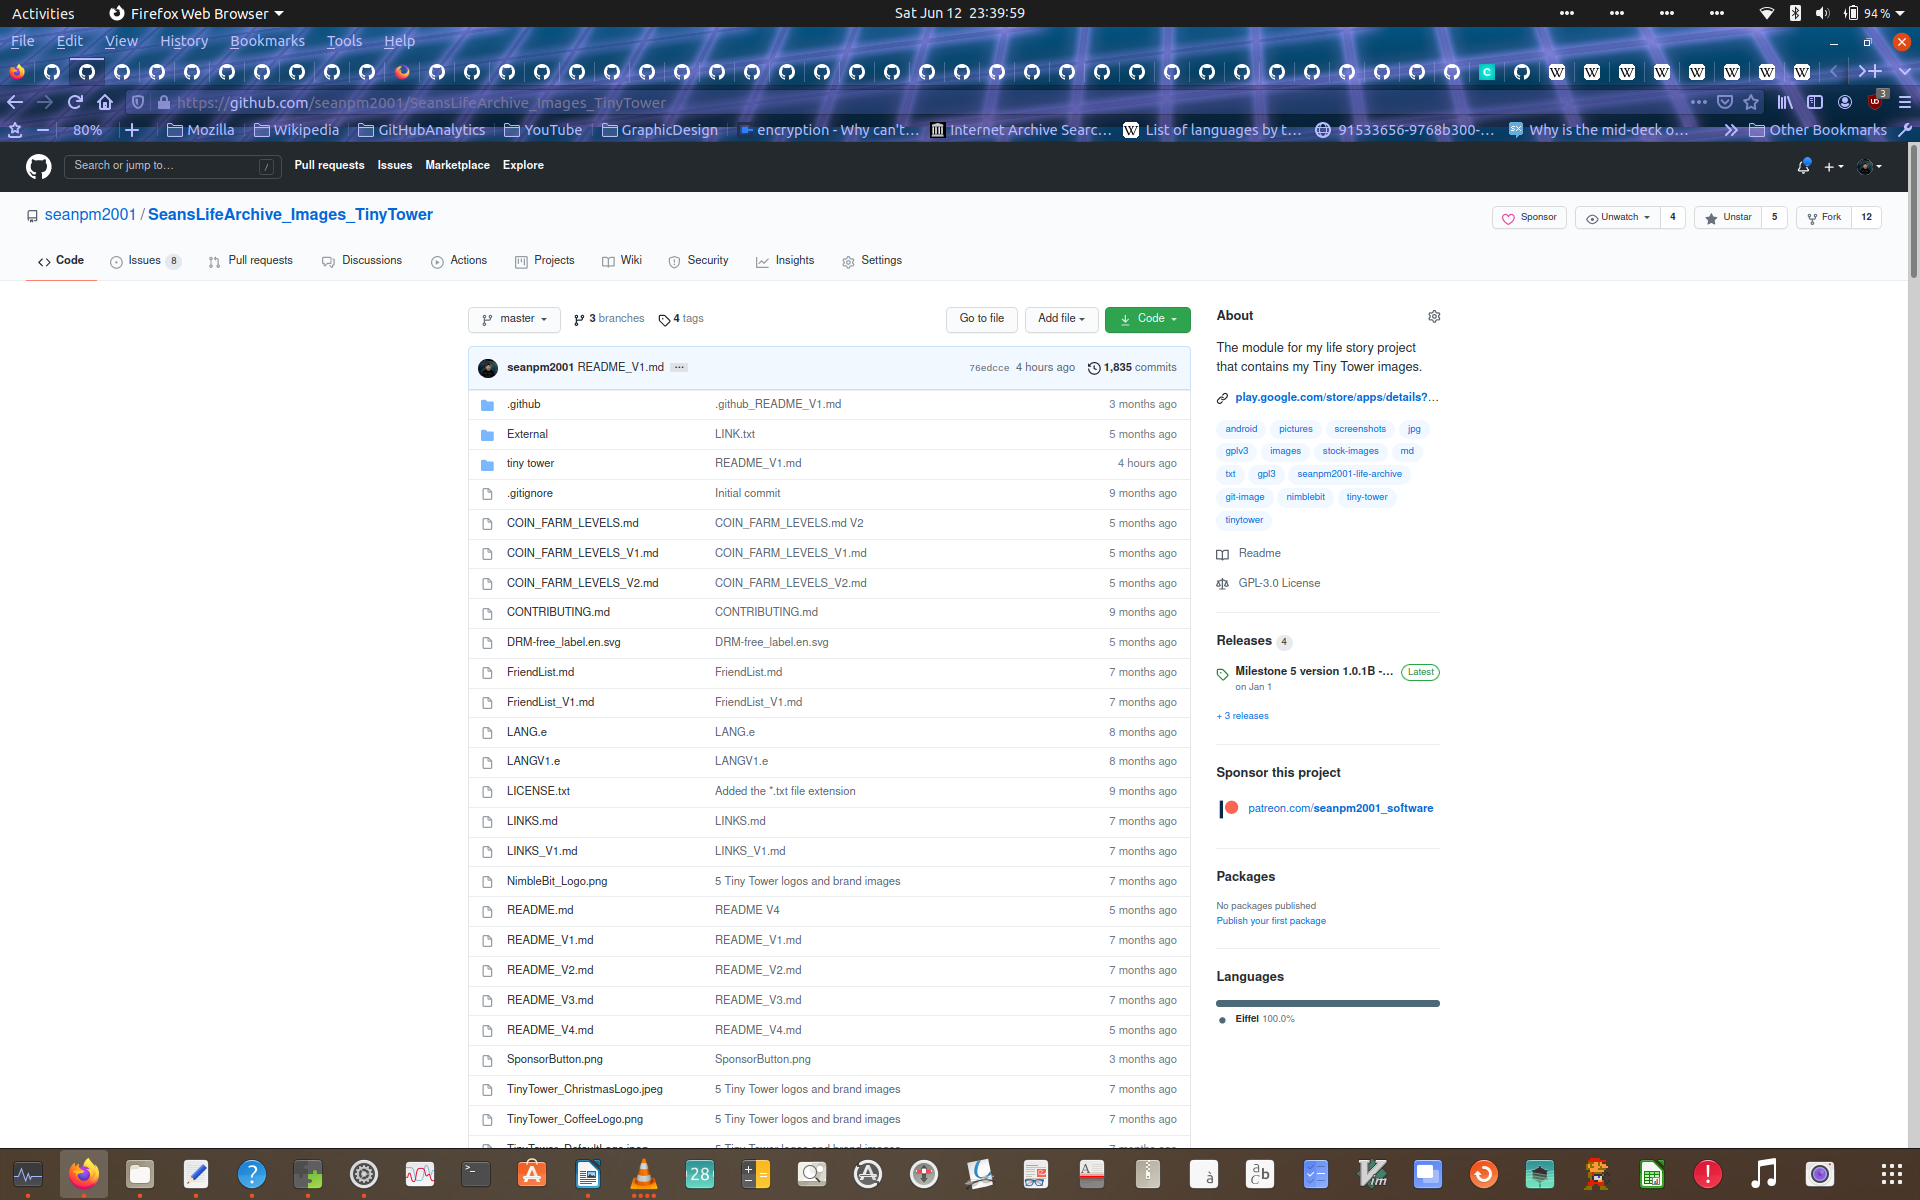 Activities
Firefox Web Browser
Sat Jun 12  23:39:59
94 %
File Edit View History Bookmarks Tools Help
https://github.com/seanpm2001/SeansLifeArchive_Images_TinyTower
3
80%
Mozilla
Wikipedia
GitHubAnalytics
YouTube
GraphicDesign
encryption - Why can't…
Internet Archive Searc…
List of languages by t…
91533656-9768b300-…
Why is the mid-deck o…
Other Bookmarks
Search or jump to…
/
Pull requests Issues Marketplace Explore
seanpm2001 / SeansLifeArchive_Images_TinyTower
Sponsor
Unwatch 4
Unstar 5
Fork 12
Code
Issues 8
Pull requests
Discussions
Actions
Projects
Wiki
Security
Insights
Settings
master
3 branches
4 tags
Go to file
Add file
Code
seanpm2001 README_V1.md ...
76edcce 4 hours ago 1,835 commits
.github .github_README_V1.md 3 months ago
External LINK.txt 5 months ago
tiny tower README_V1.md 4 hours ago
.gitignore Initial commit 9 months ago
COIN_FARM_LEVELS.md COIN_FARM_LEVELS.md V2 5 months ago
COIN_FARM_LEVELS_V1.md COIN_FARM_LEVELS_V1.md 5 months ago
COIN_FARM_LEVELS_V2.md COIN_FARM_LEVELS_V2.md 5 months ago
CONTRIBUTING.md CONTRIBUTING.md 9 months ago
DRM-free_label.en.svg DRM-free_label.en.svg 5 months ago
FriendList.md FriendList.md 7 months ago
FriendList_V1.md FriendList_V1.md 7 months ago
LANG.e LANG.e 8 months ago
LANGV1.e LANGV1.e 8 months ago
LICENSE.txt Added the *.txt file extension 9 months ago
LINKS.md LINKS.md 7 months ago
LINKS_V1.md LINKS_V1.md 7 months ago
NimbleBit_Logo.png 5 Tiny Tower logos and brand images 7 months ago
README.md README V4 5 months ago
README_V1.md README_V1.md 7 months ago
README_V2.md README_V2.md 7 months ago
README_V3.md README_V3.md 7 months ago
README_V4.md README_V4.md 5 months ago
SponsorButton.png SponsorButton.png 3 months ago
TinyTower_ChristmasLogo.jpeg 5 Tiny Tower logos and brand images 7 months ago
TinyTower_CoffeeLogo.png 5 Tiny Tower logos and brand images 7 months ago
About
The module for my life story project
that contains my Tiny Tower images.
play.google.com/store/apps/details?…
android pictures screenshots jpg
gplv3 images stock-images md
txt gpl3 seanpm2001-life-archive
git-image nimblebit tiny-tower
tinytower
Readme
GPL-3.0 License
Releases 4
Milestone 5 version 1.0.1B -… Latest
on Jan 1
+ 3 releases
Sponsor this project
patreon.com/seanpm2001_software
Packages
No packages published
Publish your first package
Languages
Eiffel 100.0%
28